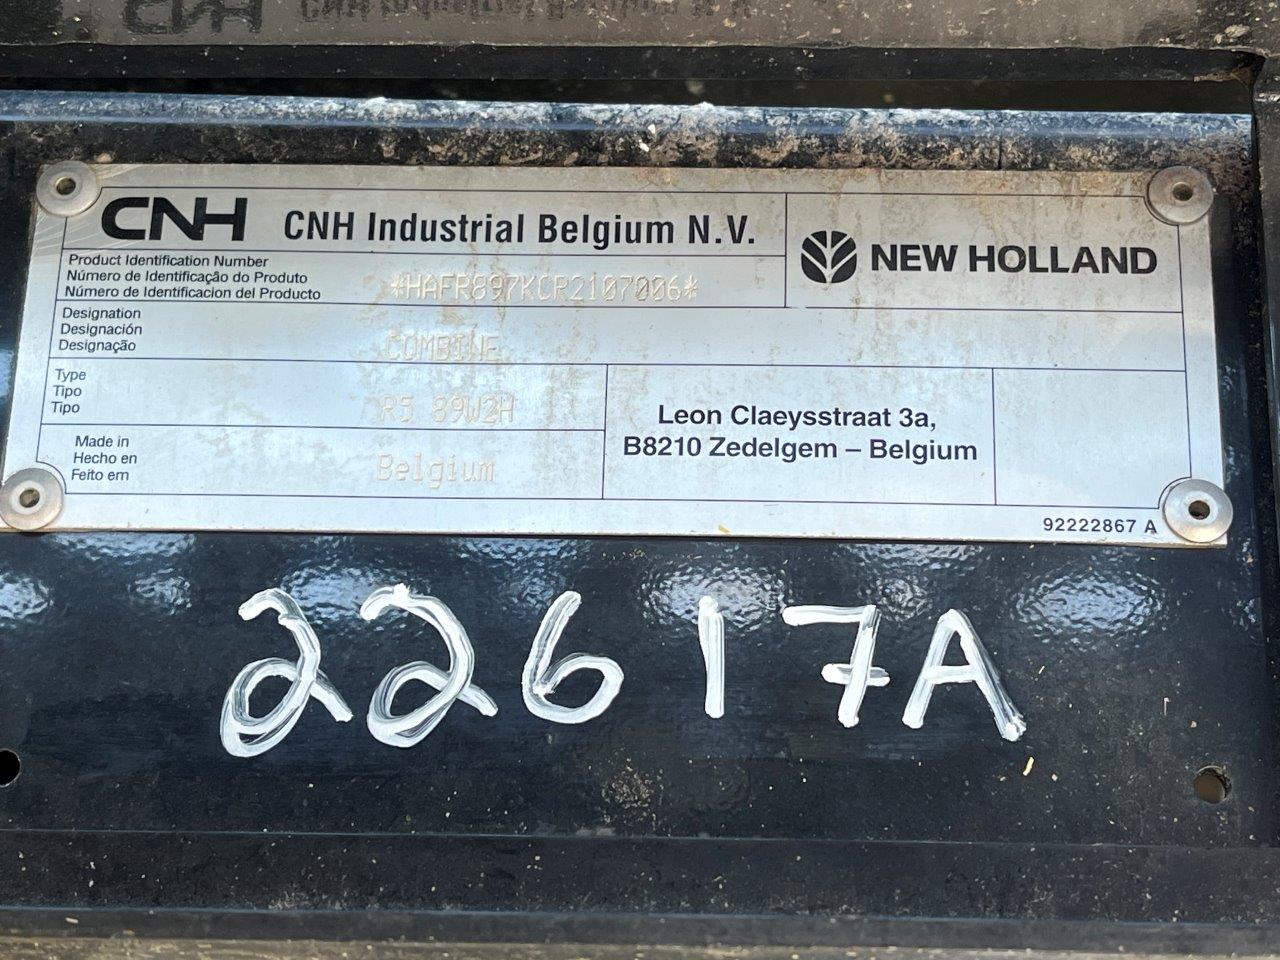 CNH CNH Industrial Belgium N.V.
NEW HOLLAND
Product Identification Number
Número de Identificação do Produto
Número de Identificacion del Producto
*HAFR897KCR2107006*
Designation
Designación
Designação
COMBINE
Type
Tipo
Tipo
R5 89W2H
Made in
Hecho en
Feito em
Belgium
Leon Claeysstraat 3a,
B8210 Zedelgem – Belgium
92222867 A
22617A